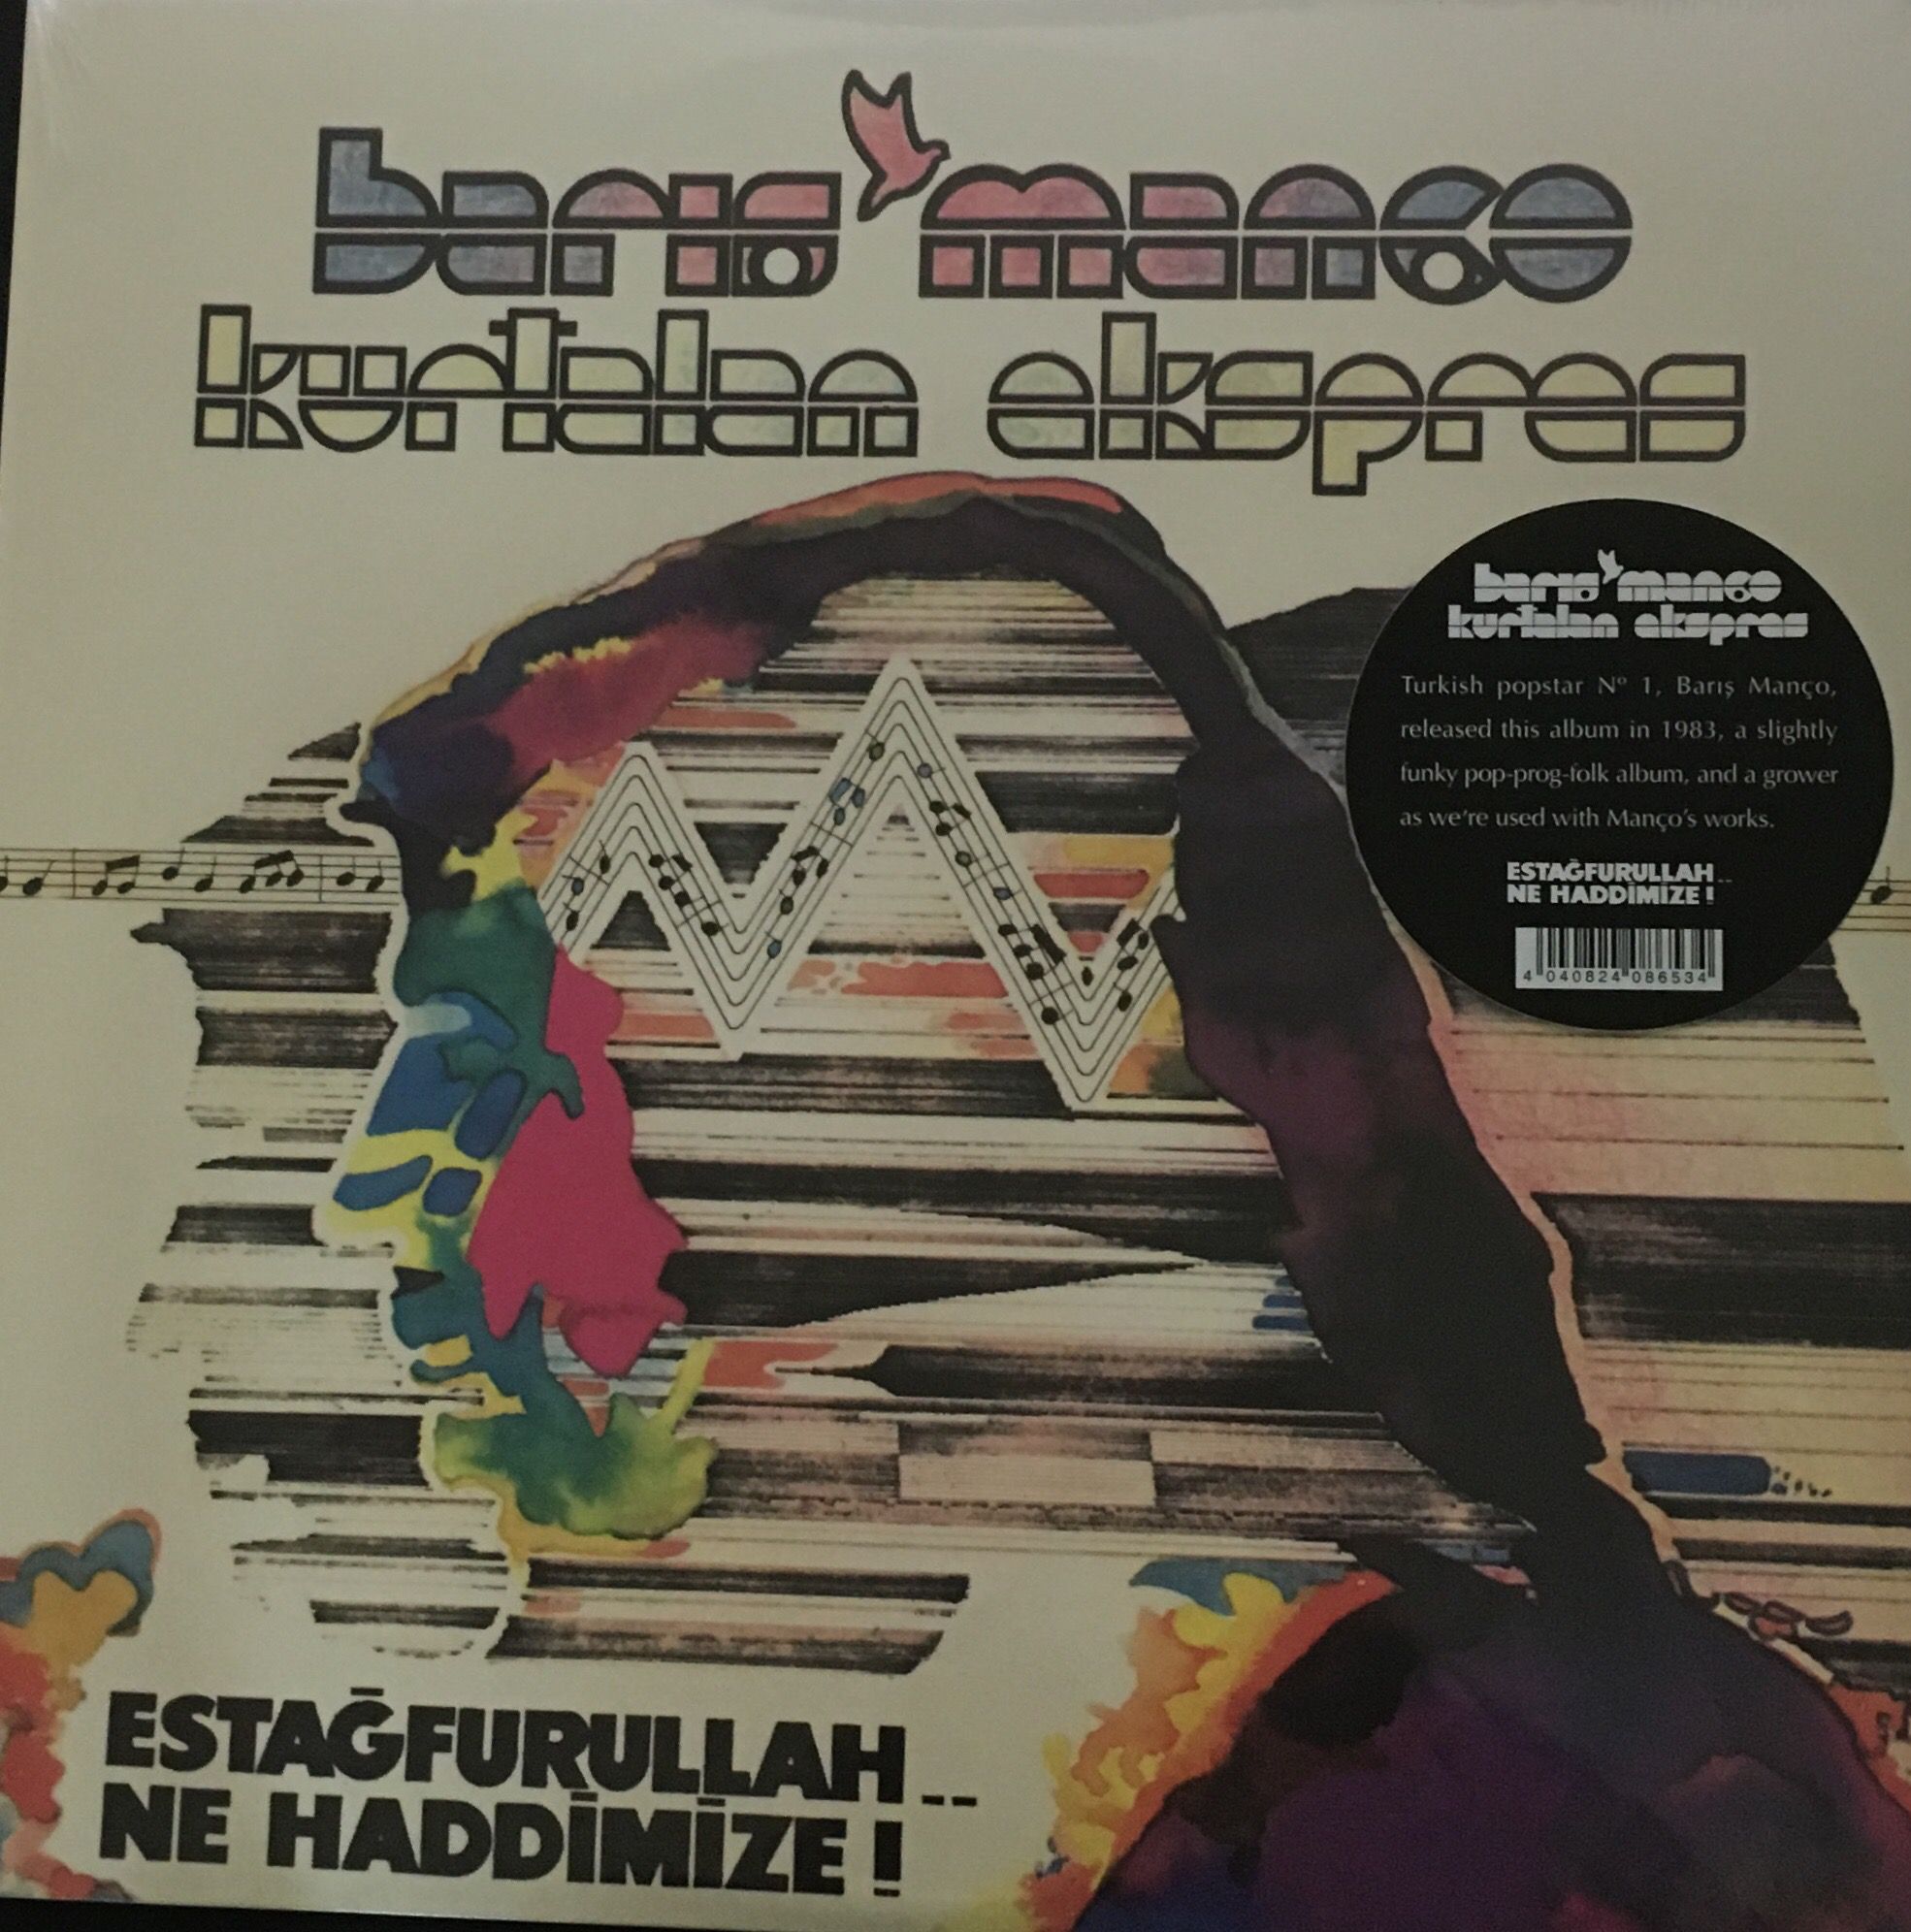 barış manço
kurtalan ekspres
barış manço
kurtalan ekspres
Turkish popstar Nº 1, Barış Manço,
released this album in 1983, a slightly
funky pop-prog-folk album, and a grower
as we're used with Manço's works.
ESTAĞFURULLAH..
NE HADDİMİZE !
4 040824 086534
ESTAĞFURULLAH..
NE HADDİMİZE !